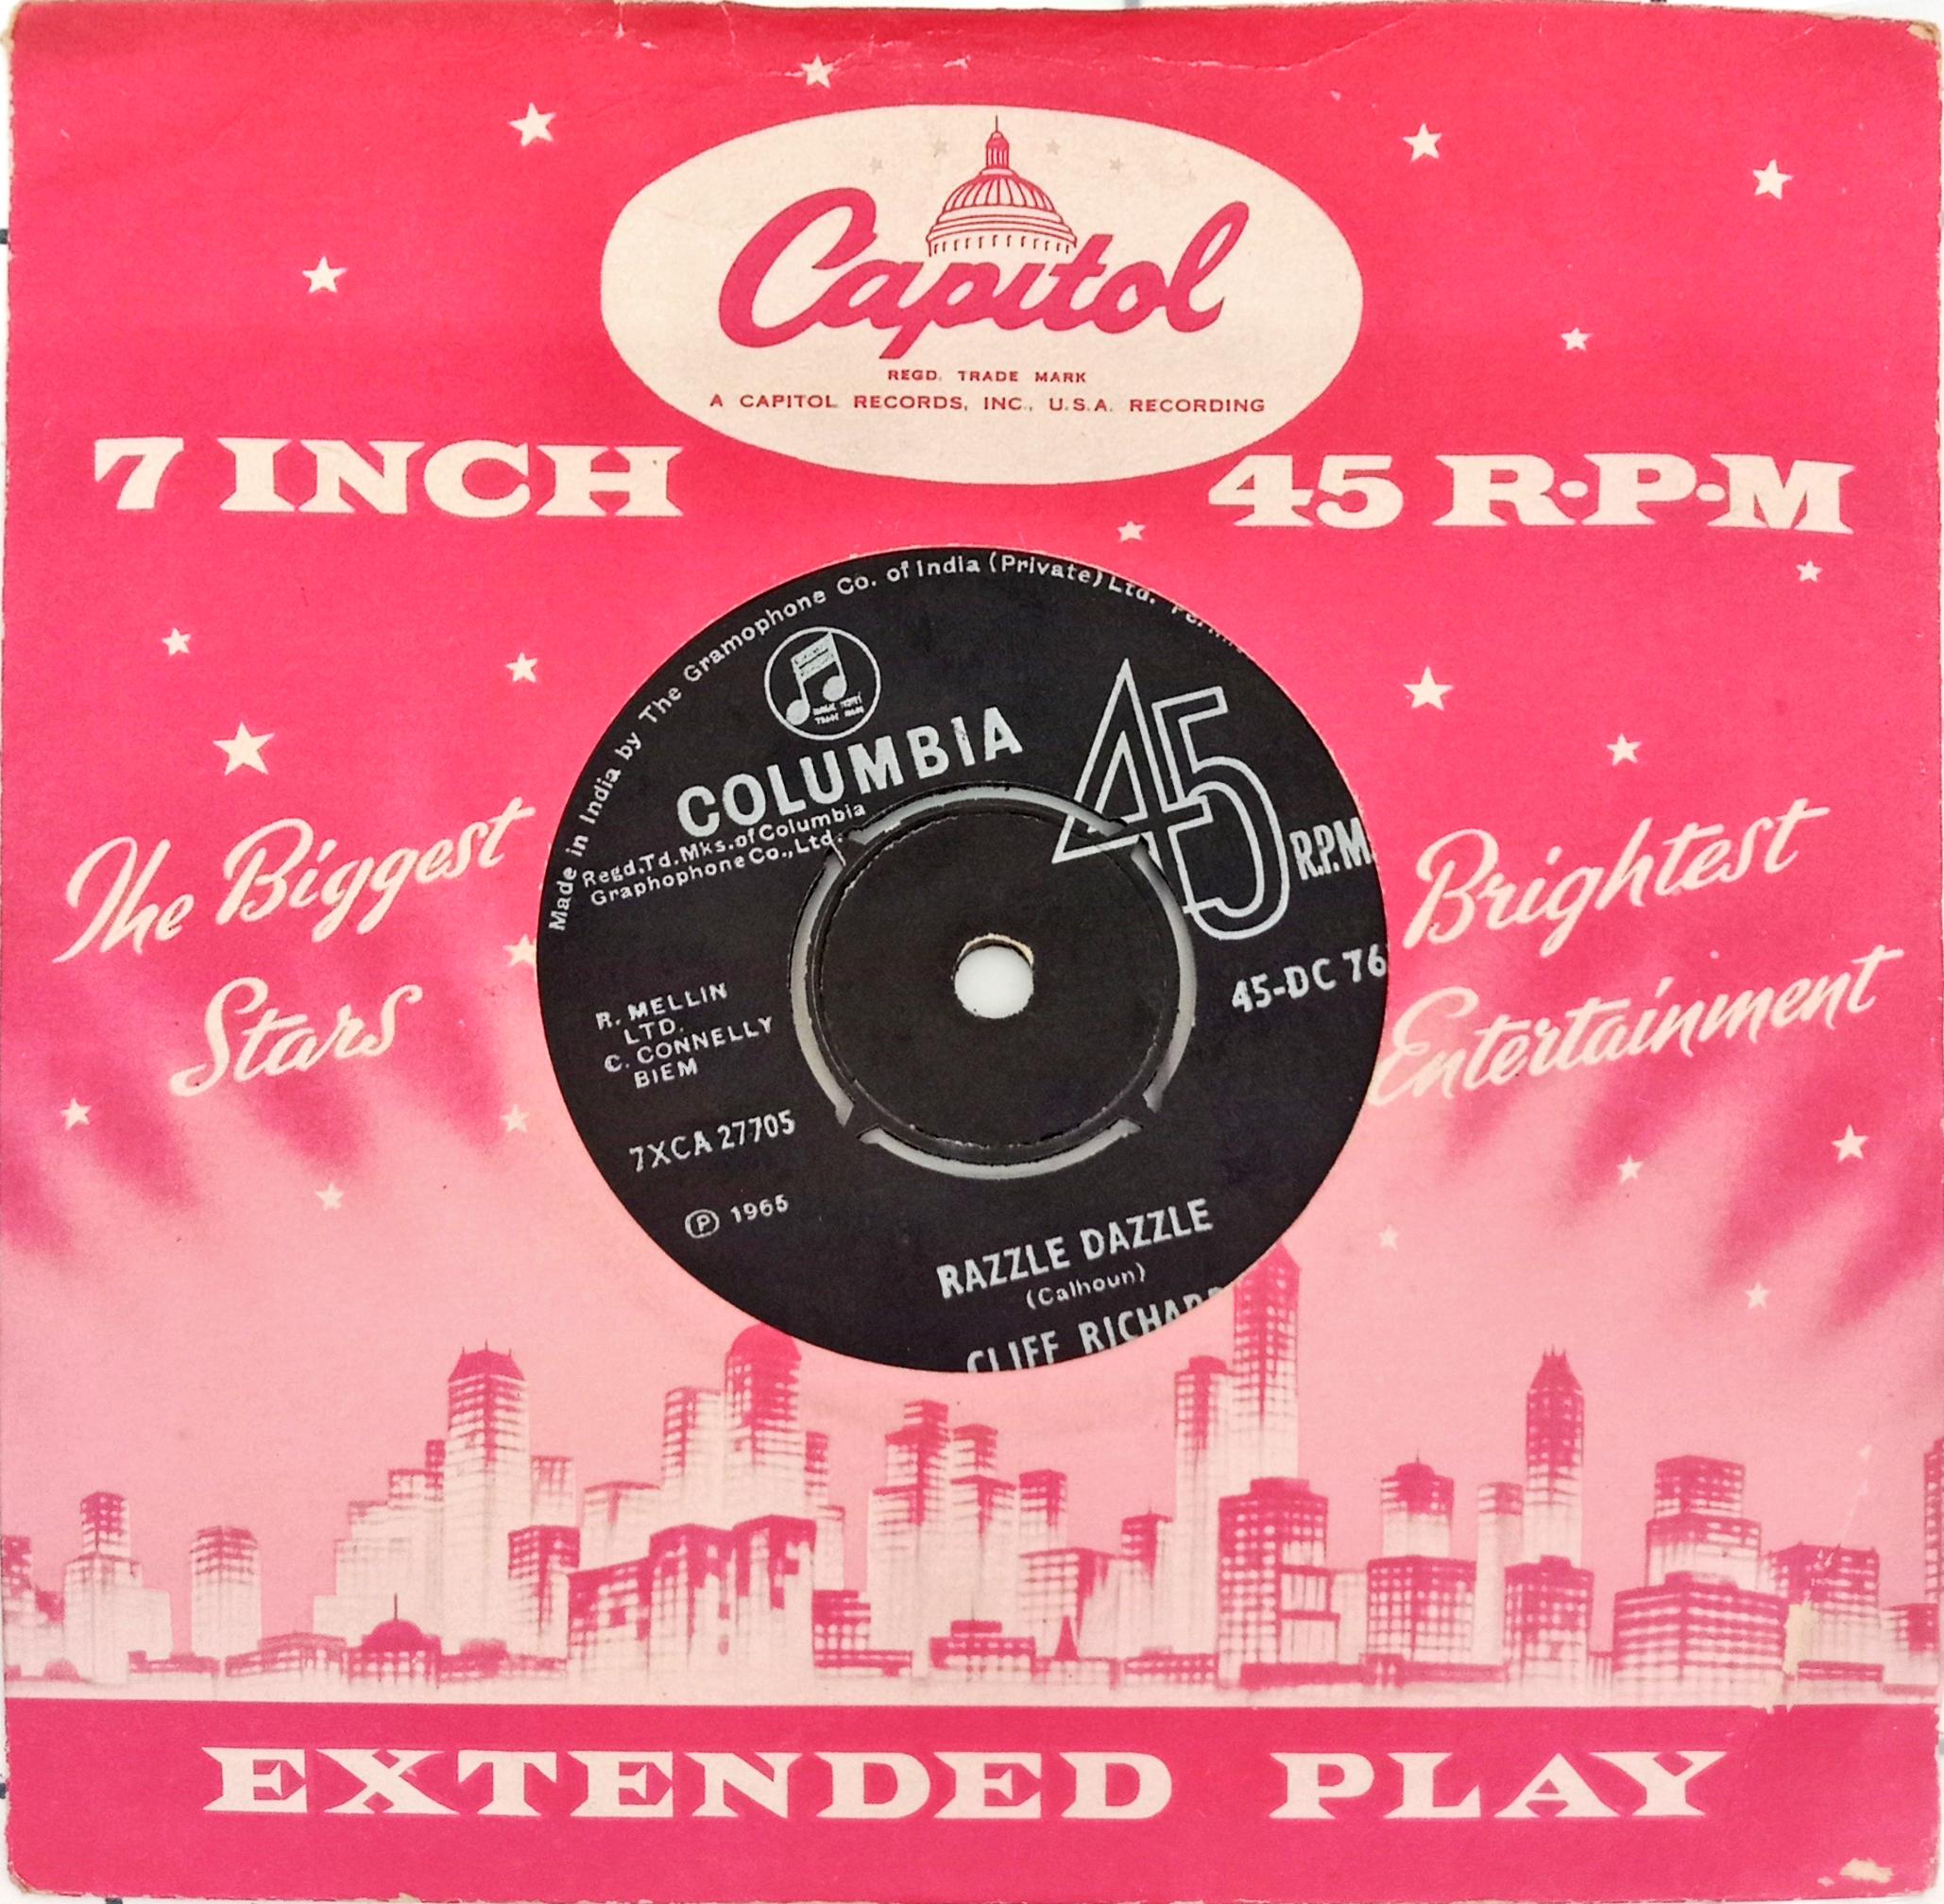 Capitol
REGD. TRADE MARK
A CAPITOL RECORDS, INC., U.S.A. RECORDING
7 INCH
45 R·P·M
Made in India by The Gramophone Co. of India (Private) Ltd.
COLUMBIA
Regd.Td.Mks.of Columbia
Graphophone Co., Ltd.
45
R.P.M.
45-DC 76
The Biggest
Stars
Brightest
Entertainment
R. MELLIN
LTD.
C. CONNELLY
BIEM
7XCA 27705
℗ 1965
RAZZLE DAZZLE
(Calhoun)
CLIFF RICHARD
EXTENDED PLAY